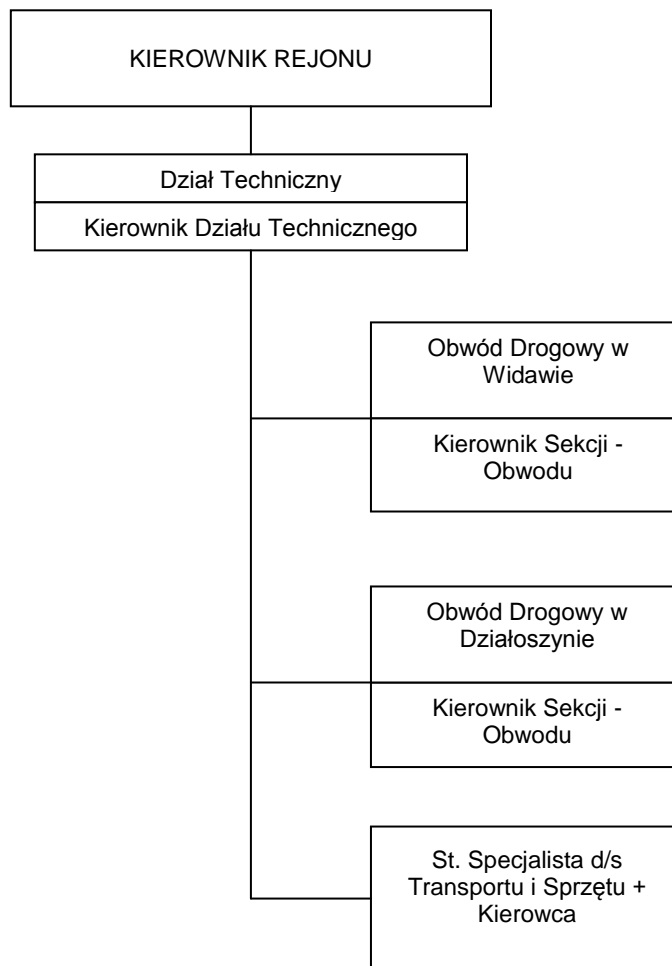 KIEROWNIK REJONU
Dział Techniczny
Kierownik Działu Technicznego
Obwód Drogowy w
Widawie
Kierownik Sekcji -
Obwodu
Obwód Drogowy w
Działoszynie
Kierownik Sekcji -
Obwodu
St. Specjalista d/s
Transportu i Sprzętu +
Kierowca